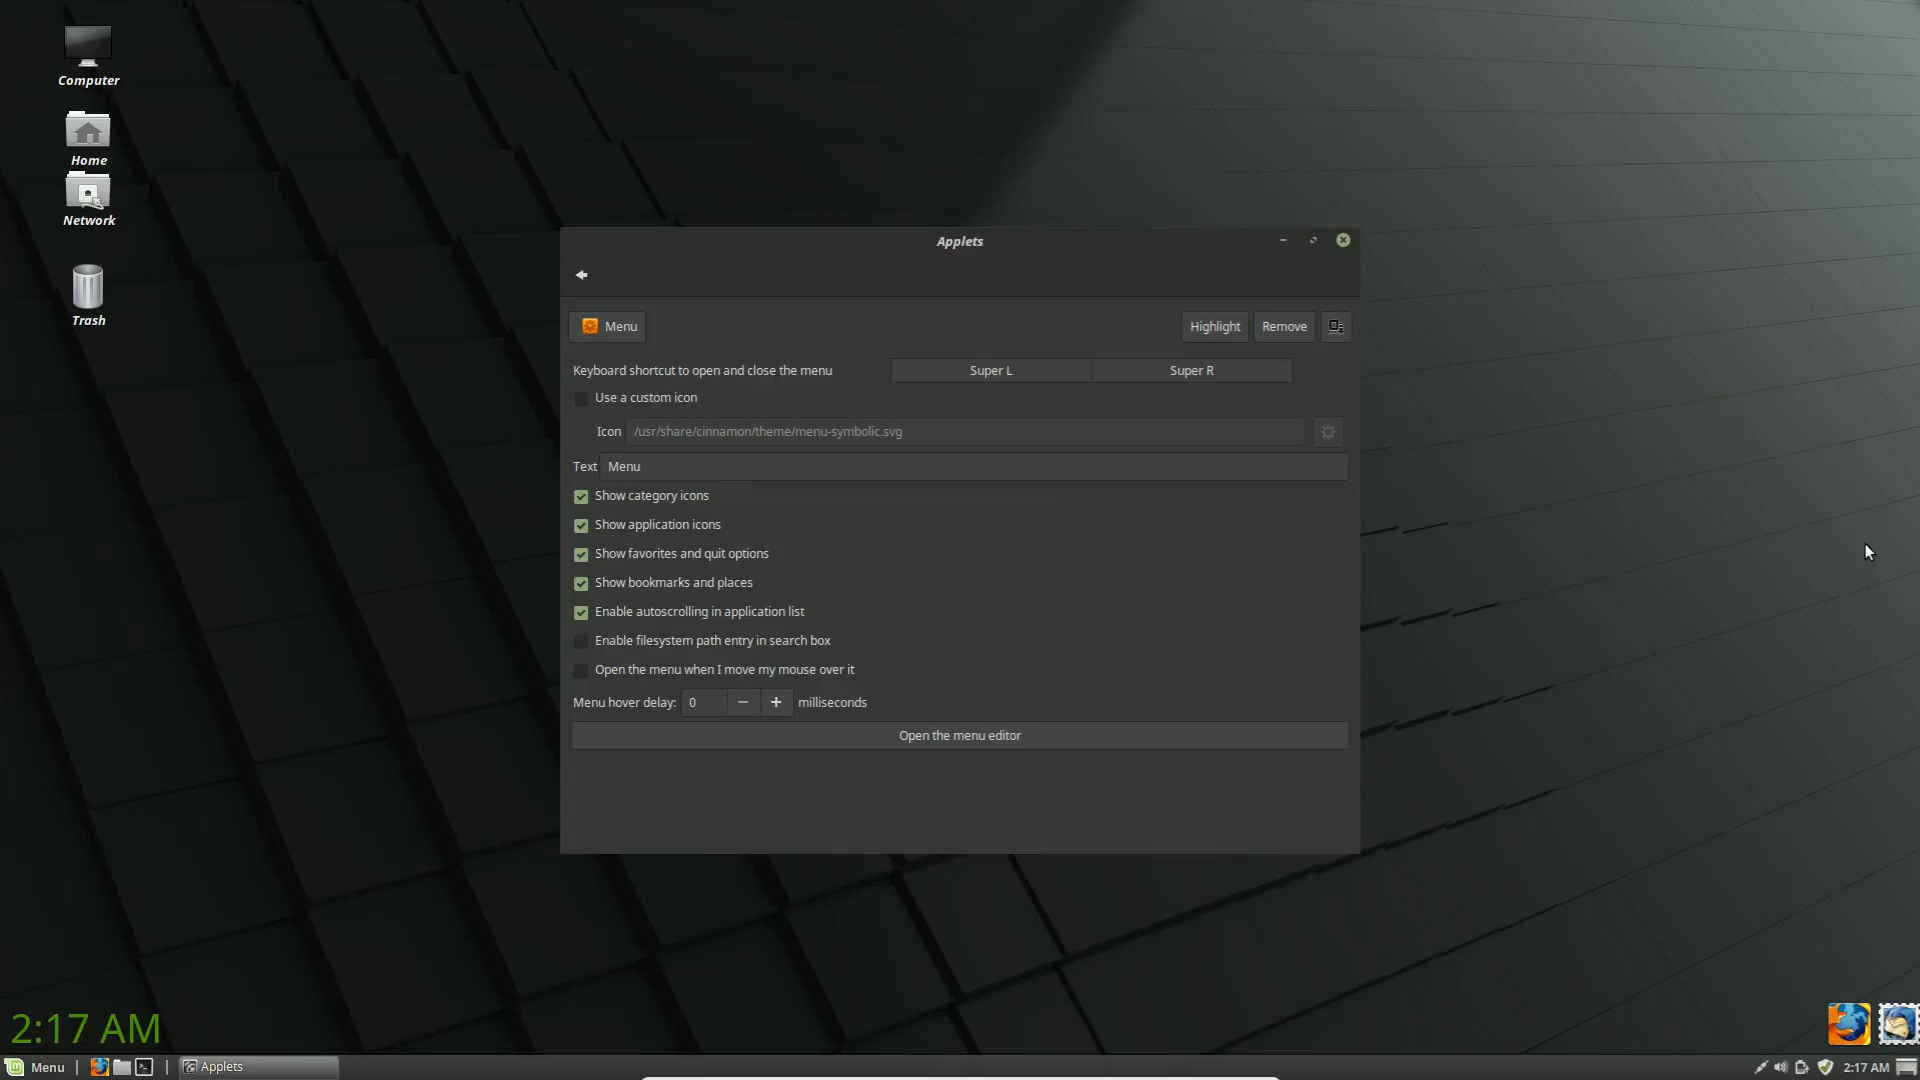 Computer
Home
Network
Trash
Applets
Menu
Highlight
Remove
Keyboard shortcut to open and close the menu
Super L
Super R
Use a custom icon
Icon /usr/share/cinnamon/theme/menu-symbolic.svg
Text Menu
Show category icons
Show application icons
Show favorites and quit options
Show bookmarks and places
Enable autoscrolling in application list
Enable filesystem path entry in search box
Open the menu when I move my mouse over it
Menu hover delay: 0 − + milliseconds
Open the menu editor
2:17 AM
Menu
Applets
2:17 AM